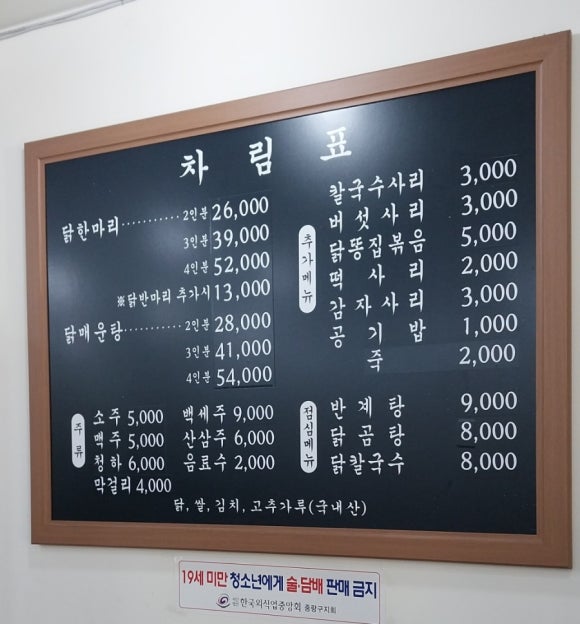 차림표
닭한마리 .......... 2인분 26,000
3인분 39,000
4인분 52,000
※닭반마리 추가시 13,000
닭매운탕 .......... 2인분 28,000
3인분 41,000
4인분 54,000
주류
소주 5,000 백세주 9,000
맥주 5,000 산삼주 6,000
청하 6,000 음료수 2,000
막걸리 4,000
추가메뉴
칼국수사리 3,000
버섯사리 3,000
닭똥집볶음 5,000
떡사리 2,000
감자사리 3,000
공기밥 1,000
죽 2,000
점심메뉴
반계탕 9,000
닭곰탕 8,000
닭칼국수 8,000
닭, 쌀, 김치, 고추가루(국내산)
19세 미만 청소년에게 술·담배 판매 금지
한국외식업중앙회 중랑구지회